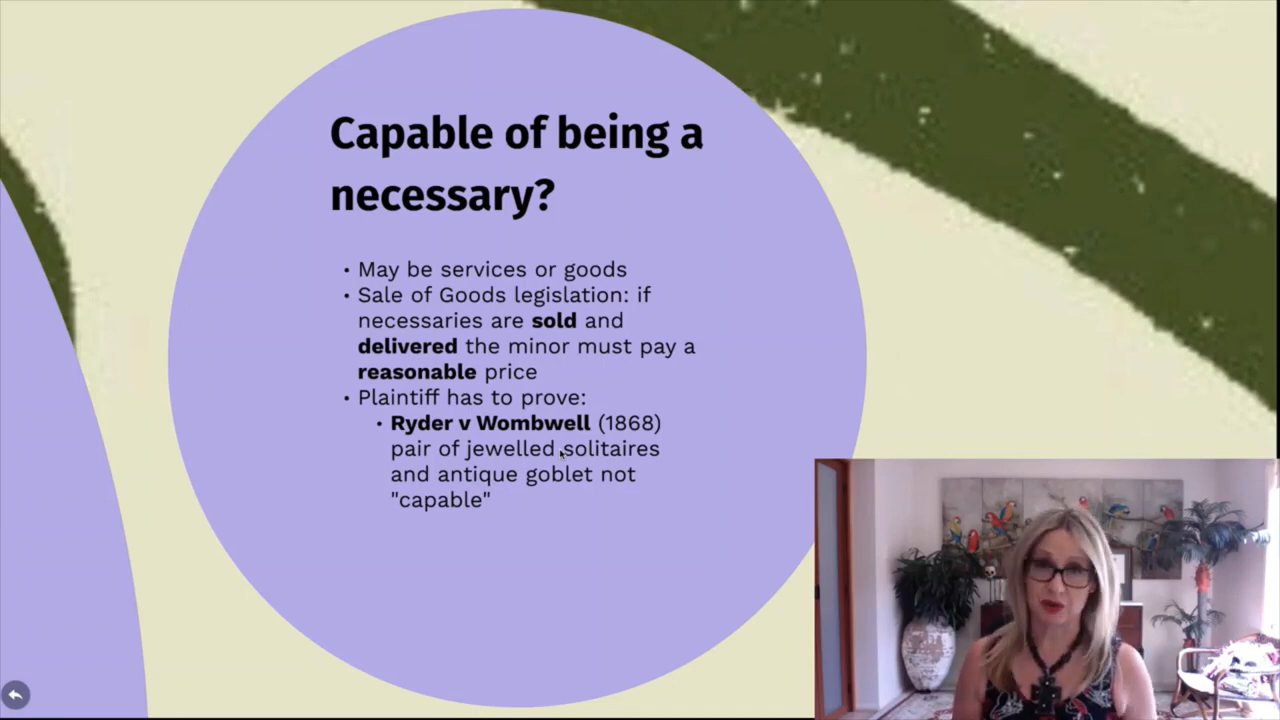 Capable of being a
necessary?
• May be services or goods
• Sale of Goods legislation: if
necessaries are sold and
delivered the minor must pay a
reasonable price
• Plaintiff has to prove:
• Ryder v Wombwell (1868)
pair of jewelled solitaires
and antique goblet not
"capable"